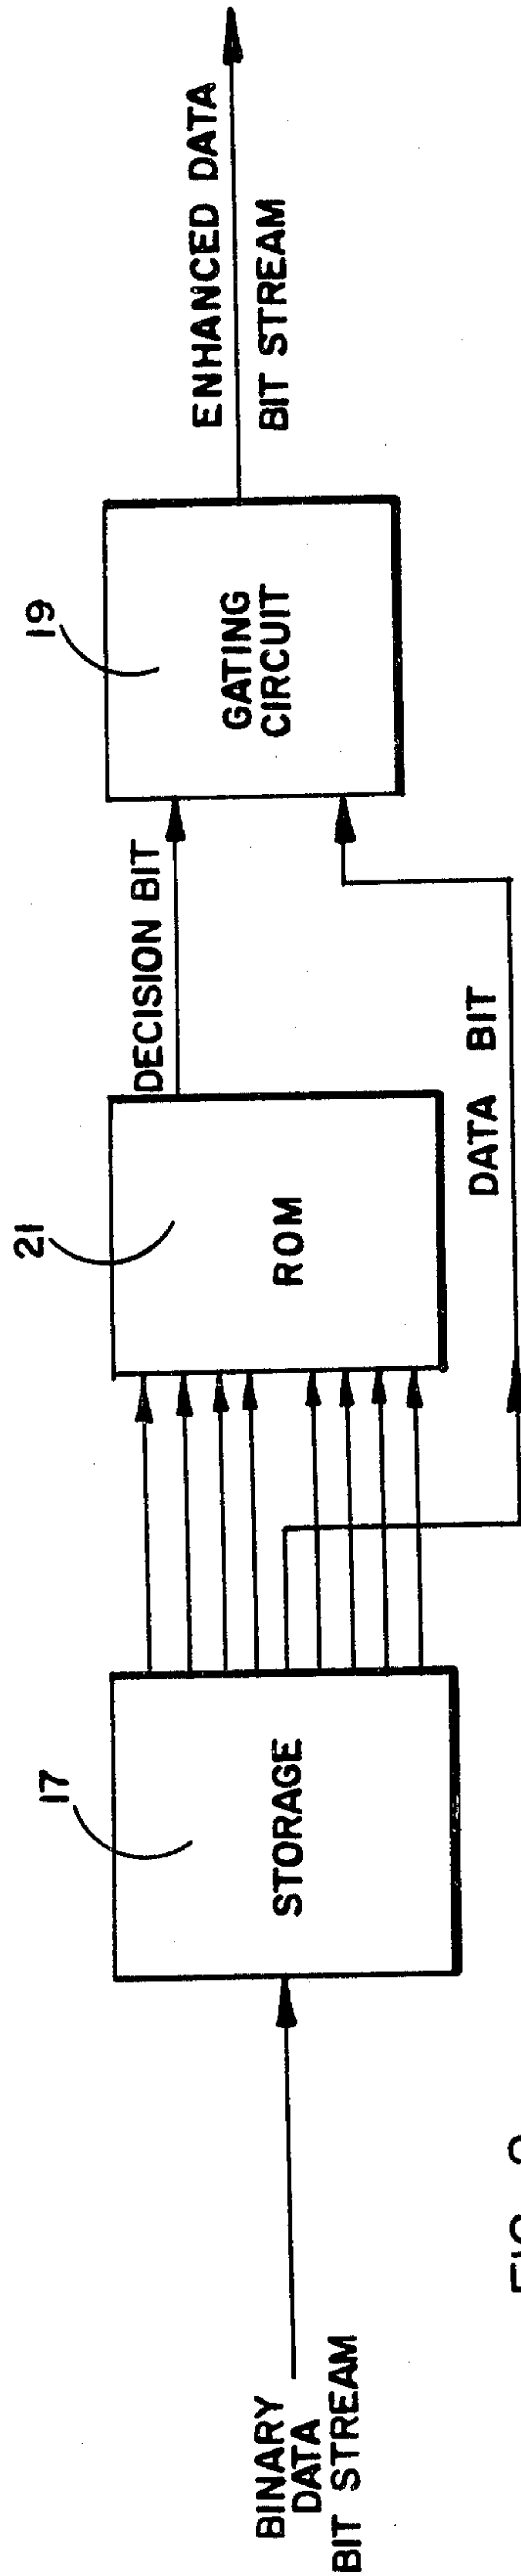 BINARY
DATA
BIT STREAM
17
STORAGE
21
ROM
DECISION BIT
DATA BIT
19
GATING
CIRCUIT
ENHANCED DATA
BIT STREAM